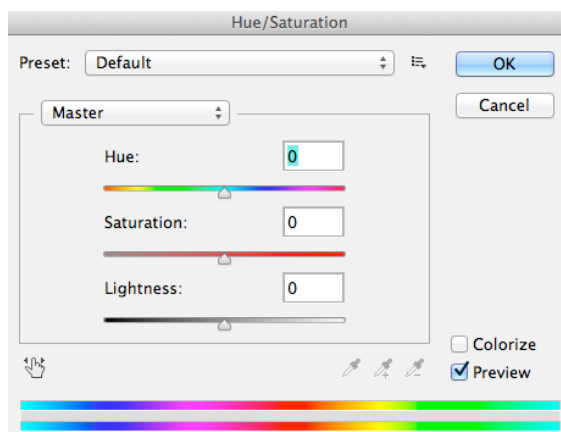 Hue/Saturation
Preset: Default
OK
Master
Cancel
Hue: 0
Saturation: 0
Lightness: 0
Colorize
Preview